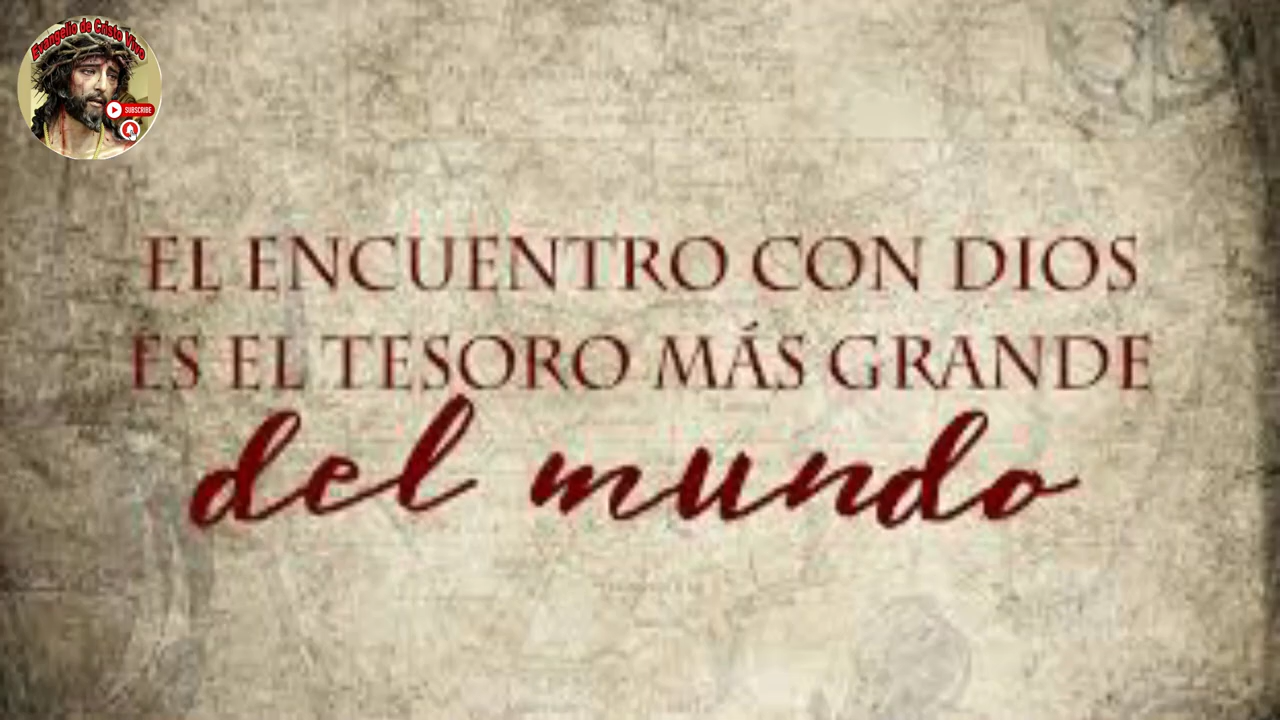 Evangelio de Cristo Vivo
SUBSCRIBE
EL ENCUENTRO CON DIOS
ES EL TESORO MÁS GRANDE
del mundo